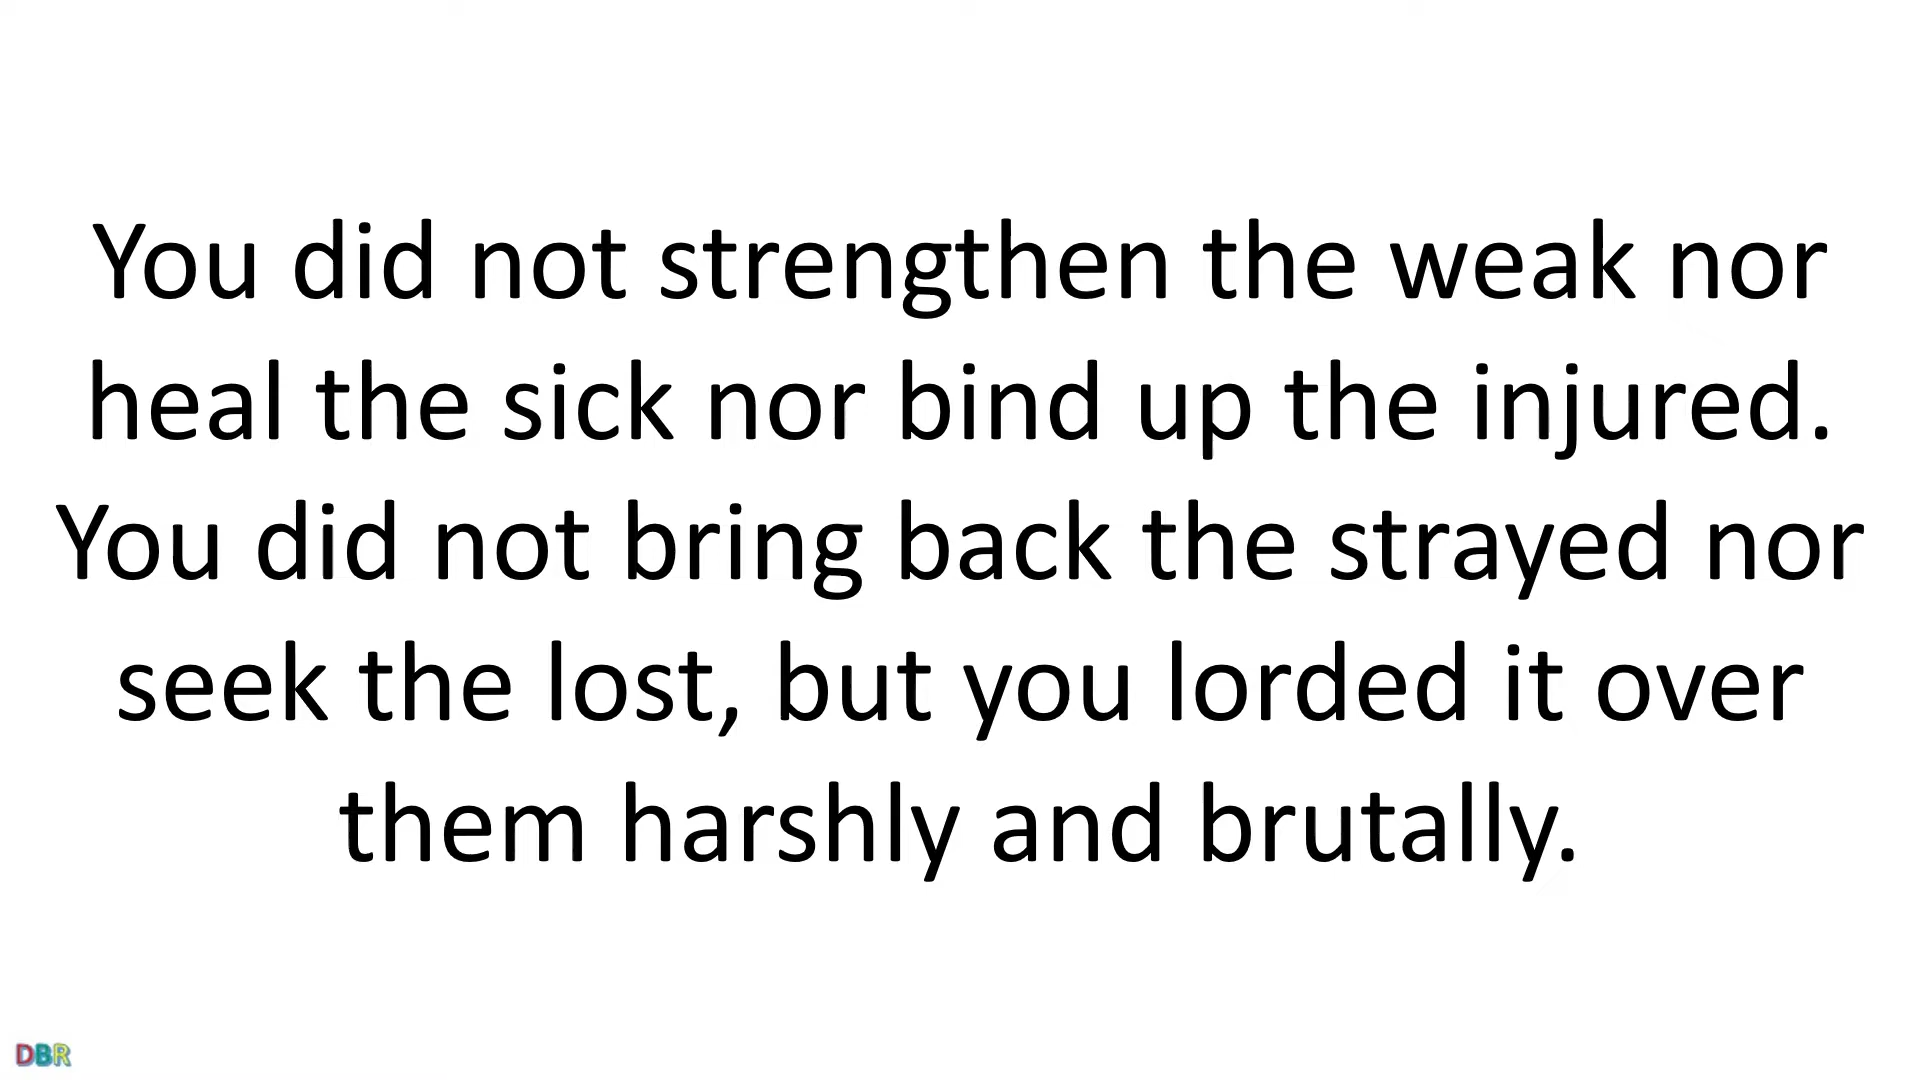 You did not strengthen the weak nor
heal the sick nor bind up the injured.
You did not bring back the strayed nor
seek the lost, but you lorded it over
them harshly and brutally.
DBR